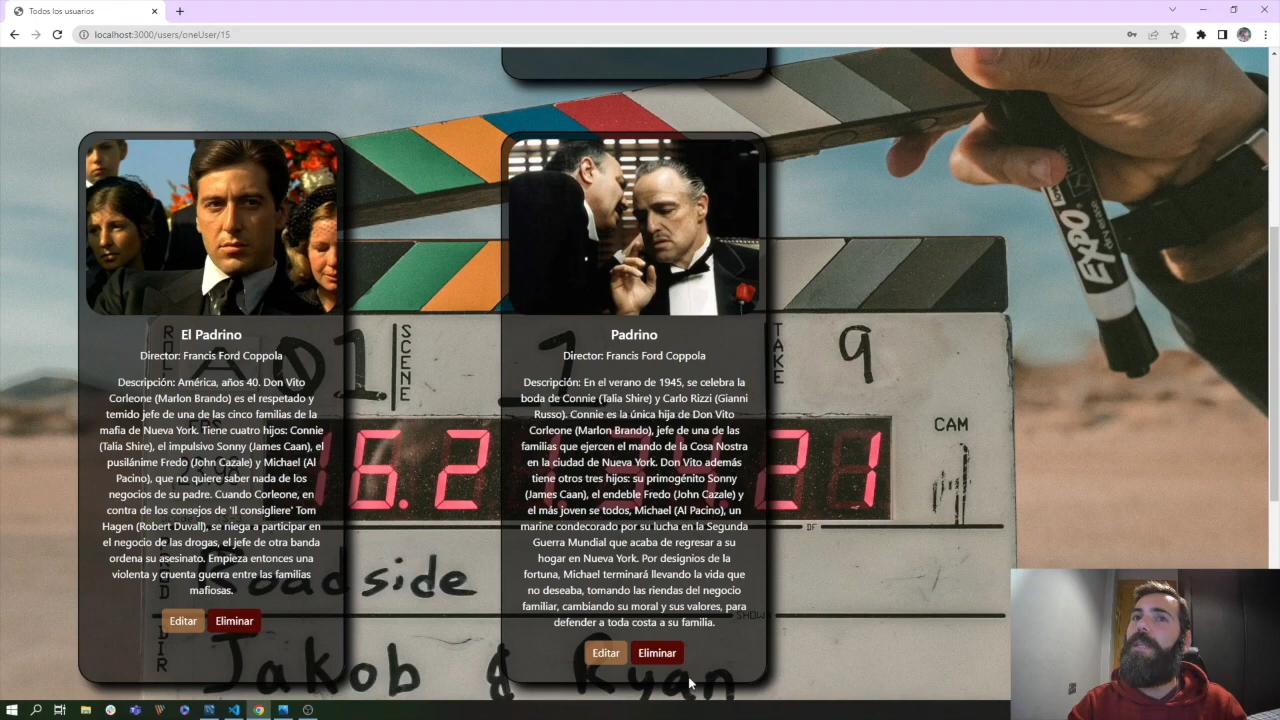 Todos los usuarios
localhost:3000/users/oneUser/15
El Padrino
Director: Francis Ford Coppola
Descripción: América, años 40. Don Vito
Corleone (Marlon Brando) es el respetado y
temido jefe de una de las cinco familias de la
mafia de Nueva York. Tiene cuatro hijos: Connie
(Talia Shire), el impulsivo Sonny (James Caan), el
pusilánime Fredo (John Cazale) y Michael (Al
Pacino), que no quiere saber nada de los
negocios de su padre. Cuando Corleone, en
contra de los consejos de 'Il consigliere' Tom
Hagen (Robert Duvall), se niega a participar en
el negocio de las drogas, el jefe de otra banda
ordena su asesinato. Empieza entonces una
violenta y cruenta guerra entre las familias
mafiosas.
Editar Eliminar
Padrino
Director: Francis Ford Coppola
Descripción: En el verano de 1945, se celebra la
boda de Connie (Talia Shire) y Carlo Rizzi (Gianni
Russo). Connie es la única hija de Don Vito
Corleone (Marlon Brando), jefe de una de las
familias que ejercen el mando de la Cosa Nostra
en la ciudad de Nueva York. Don Vito además
tiene otros tres hijos: su primogénito Sonny
(James Caan), el endeble Fredo (John Cazale) y
el más joven se todos, Michael (Al Pacino), un
marine condecorado por su lucha en la Segunda
Guerra Mundial que acaba de regresar a su
hogar en Nueva York. Por designios de la
fortuna, Michael terminará llevando la vida que
no deseaba, tomando las riendas del negocio
familiar, cambiando su moral y sus valores, para
defender a toda costa a su familia.
Editar Eliminar
EXPO
ROLL
A 01
SCENE
1
TAKE
9
CAM
16.2
21
DF
Roadside
SHOW
DIR
Jakob & Ryan